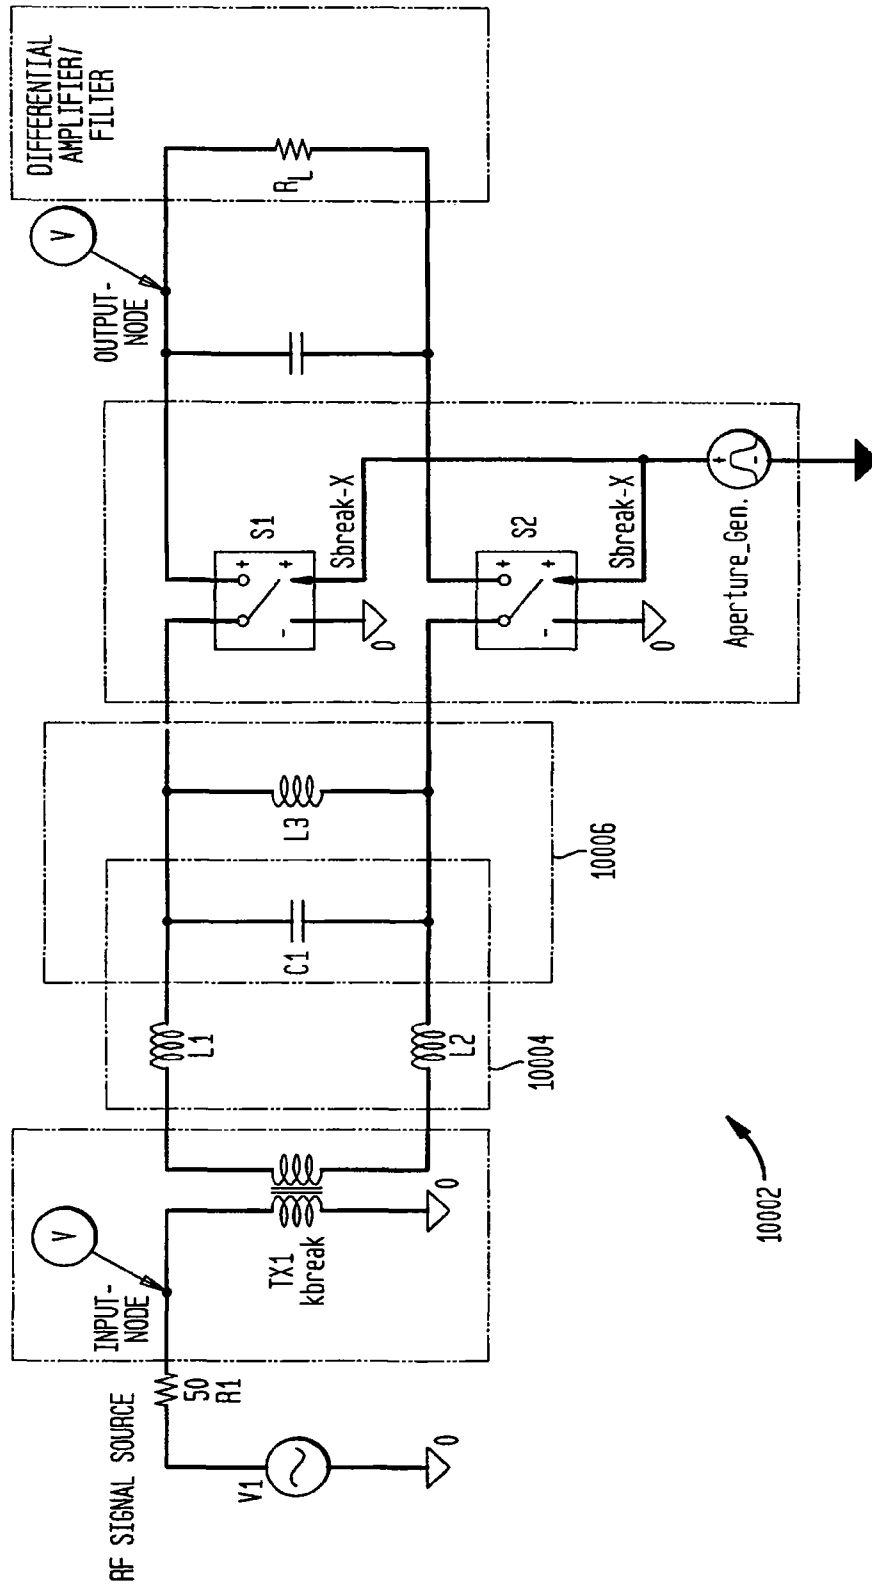 RF SIGNAL SOURCE
V1
0
50
R1
INPUT-
NODE
V
TX1
kbreak
0
L1
L2
10004
C1
L3
10006
S1
+
+
-
Sbreak-X
0
S2
+
+
-
Sbreak-X
0
Aperture_Gen.
+
-
OUTPUT-
NODE
V
DIFFERENTIAL
AMPLIFIER/
FILTER
RL
10002